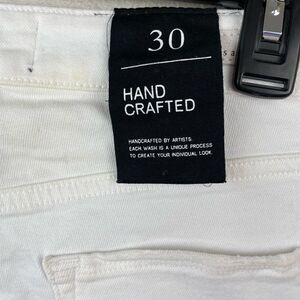 30
HAND
CRAFTED
HANDCRAFTED BY ARTISTS.
EACH WASH IS A UNIQUE PROCESS
TO CREATE YOUR INDIVIDUAL LOOK.